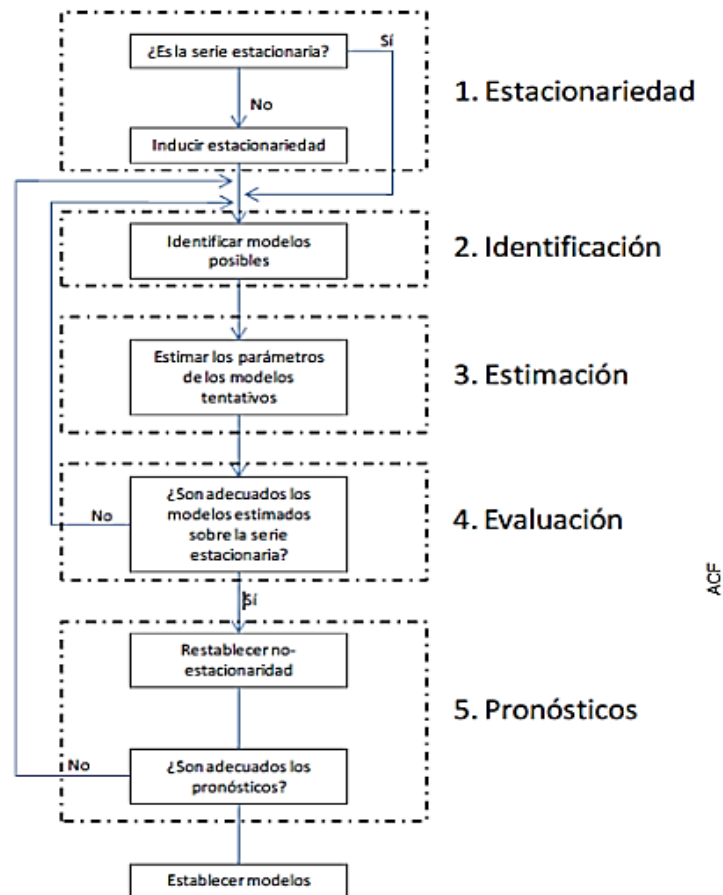 ¿Es la serie estacionaria?
Sí
1. Estacionariedad
No
Inducir estacionariedad
Identificar modelos
posibles
2. Identificación
Estimar los parámetros
de los modelos
tentativos
3. Estimación
¿Son adecuados los
modelos estimados
sobre la serie
estacionaria?
No
4. Evaluación
Sí
ACF
Restablecer no-
estacionaridad
5. Pronósticos
No
¿Son adecuados los
pronósticos?
Establecer modelos